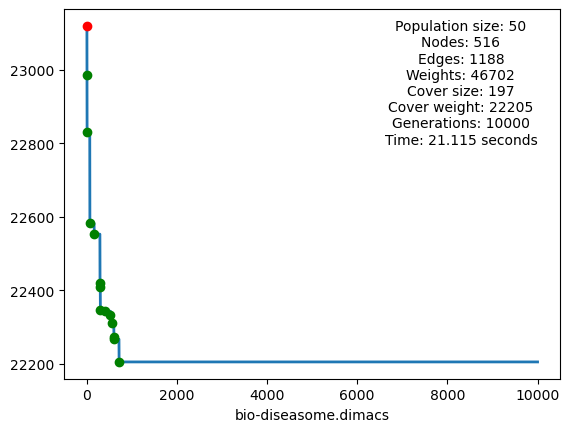 Population size: 50
Nodes: 516
Edges: 1188
Weights: 46702
Cover size: 197
Cover weight: 22205
Generations: 10000
Time: 21.115 seconds
23000
22800
22600
22400
22200
0 2000 4000 6000 8000 10000
bio-diseasome.dimacs